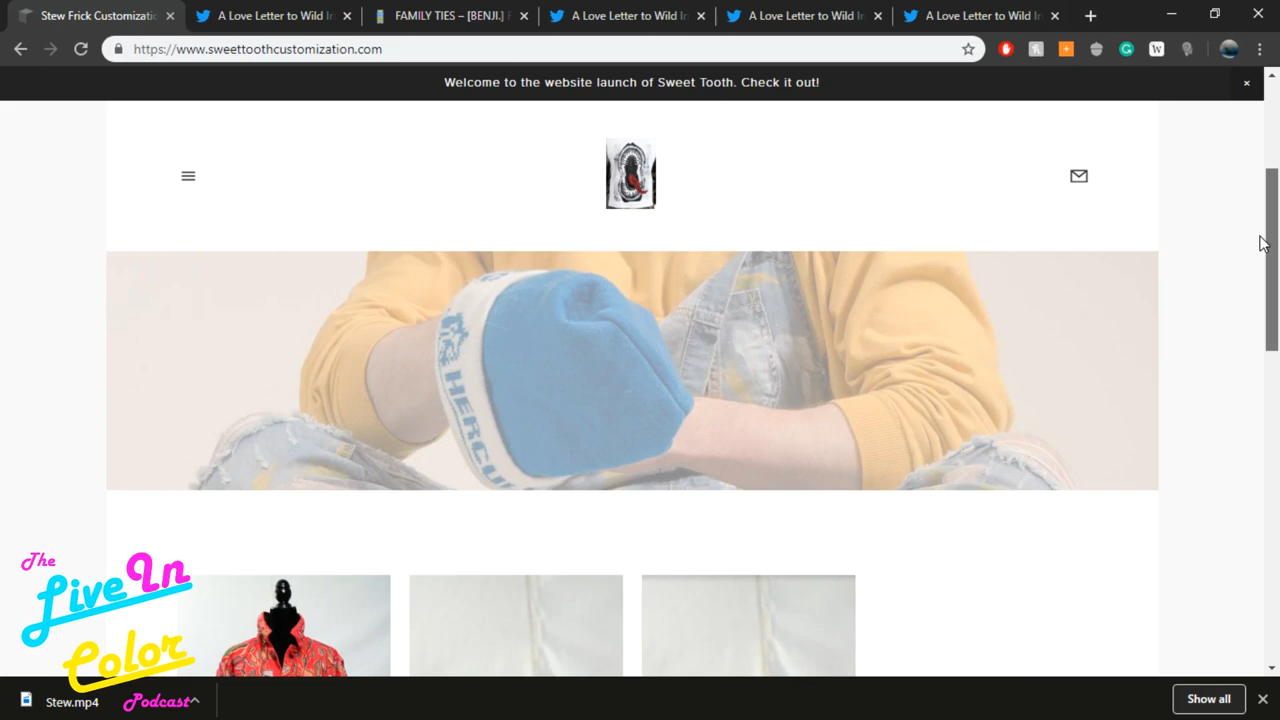 Stew Frick Customizatio
A Love Letter to Wild In
FAMILY TIES – [BENJI.]
A Love Letter to Wild In
A Love Letter to Wild In
A Love Letter to Wild In
https://www.sweettoothcustomization.com
Welcome to the website launch of Sweet Tooth. Check it out!
HERCU
The
LiveIn
Color
Podcast
Stew.mp4
Show all